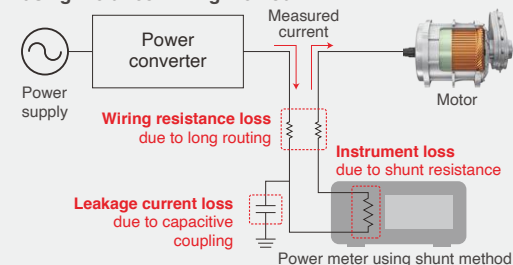 Measured
current
Power
converter
Power
supply
Motor
Wiring resistance loss
due to long routing
Instrument loss
due to shunt resistance
Leakage current loss
due to capacitive
coupling
Power meter using shunt method